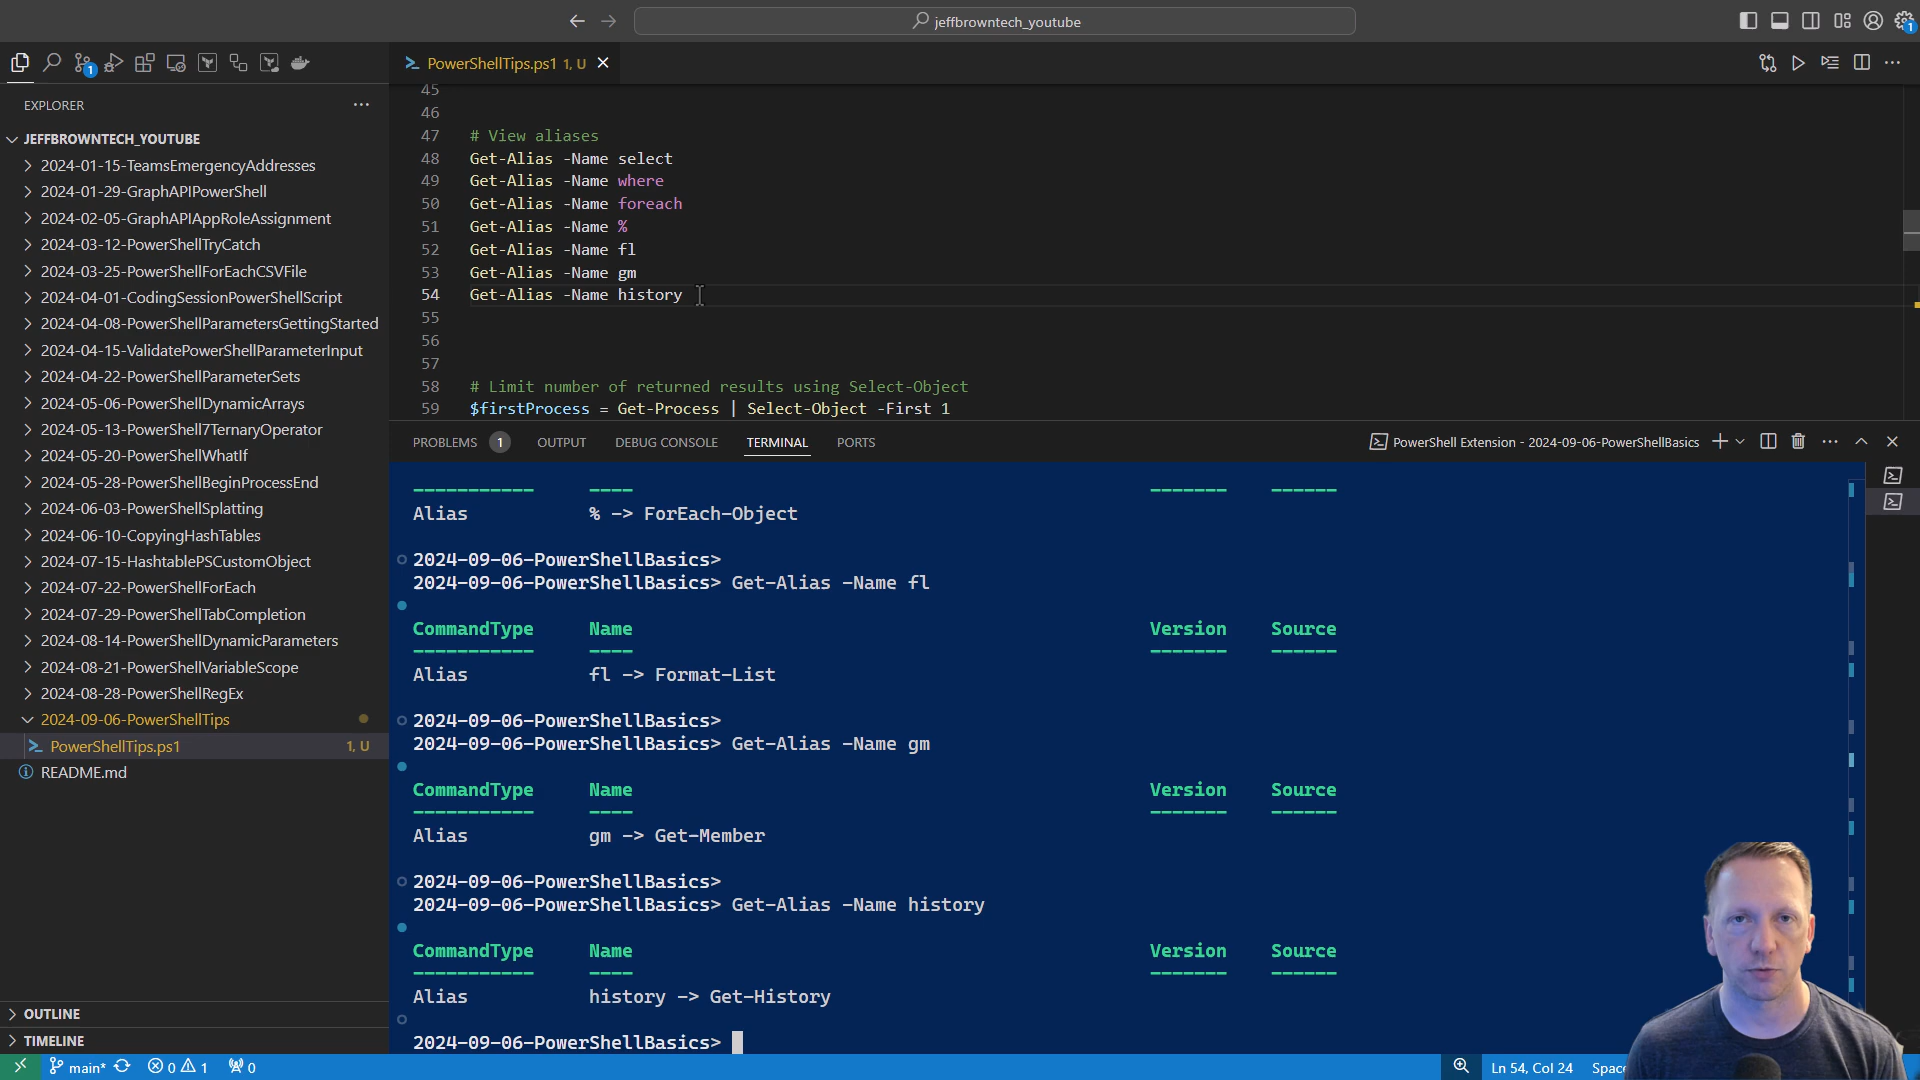 jeffbrowntech_youtube
1
1
PowerShellTips.ps1 1, U
EXPLORER
JEFFBROWNTECH_YOUTUBE
2024-01-15-TeamsEmergencyAddresses
2024-01-29-GraphAPIPowerShell
2024-02-05-GraphAPIAppRoleAssignment
2024-03-12-PowerShellTryCatch
2024-03-25-PowerShellForEachCSVFile
2024-04-01-CodingSessionPowerShellScript
2024-04-08-PowerShellParametersGettingStarted
2024-04-15-ValidatePowerShellParameterInput
2024-04-22-PowerShellParameterSets
2024-05-06-PowerShellDynamicArrays
2024-05-13-PowerShell7TernaryOperator
2024-05-20-PowerShellWhatIf
2024-05-28-PowerShellBeginProcessEnd
2024-06-03-PowerShellSplatting
2024-06-10-CopyingHashTables
2024-07-15-HashtablePSCustomObject
2024-07-22-PowerShellForEach
2024-07-29-PowerShellTabCompletion
2024-08-14-PowerShellDynamicParameters
2024-08-21-PowerShellVariableScope
2024-08-28-PowerShellRegEx
2024-09-06-PowerShellTips
PowerShellTips.ps1 1, U
README.md
OUTLINE
TIMELINE
45
46
47 # View aliases
48 Get-Alias -Name select
49 Get-Alias -Name where
50 Get-Alias -Name foreach
51 Get-Alias -Name %
52 Get-Alias -Name fl
53 Get-Alias -Name gm
54 Get-Alias -Name history
55
56
57
58 # Limit number of returned results using Select-Object
59 $firstProcess = Get-Process | Select-Object -First 1
PROBLEMS 1 OUTPUT DEBUG CONSOLE TERMINAL PORTS PowerShell Extension - 2024-09-06-PowerShellBasics
----------- ---- ------- ------
Alias % -> ForEach-Object
2024-09-06-PowerShellBasics>
2024-09-06-PowerShellBasics> Get-Alias -Name fl
CommandType Name Version Source
----------- ---- ------- ------
Alias fl -> Format-List
2024-09-06-PowerShellBasics>
2024-09-06-PowerShellBasics> Get-Alias -Name gm
CommandType Name Version Source
----------- ---- ------- ------
Alias gm -> Get-Member
2024-09-06-PowerShellBasics>
2024-09-06-PowerShellBasics> Get-Alias -Name history
CommandType Name Version Source
----------- ---- ------- ------
Alias history -> Get-History
2024-09-06-PowerShellBasics>
main* 0 1 0 Ln 54, Col 24